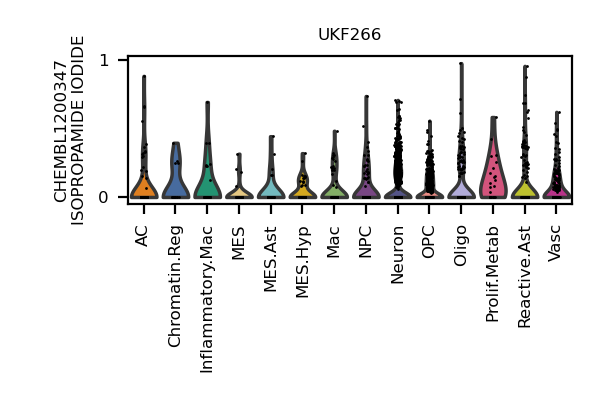 UKF266
CHEMBL1200347
ISOPROPAMIDE IODIDE
1
0
AC
Chromatin.Reg
Inflammatory.Mac
MES
MES.Ast
MES.Hyp
Mac
NPC
Neuron
OPC
Oligo
Prolif.Metab
Reactive.Ast
Vasc